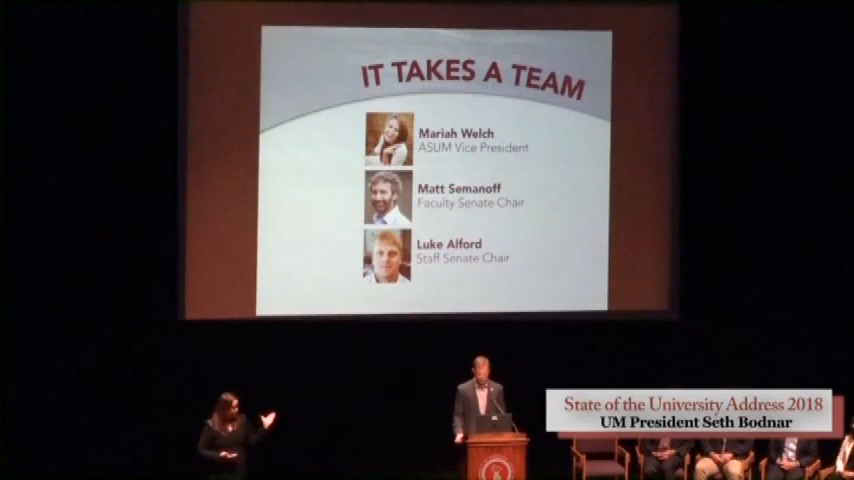 IT TAKES A TEAM
Mariah Welch
ASUM Vice President
Matt Semanoff
Faculty Senate Chair
Luke Alford
Staff Senate Chair
State of the University Address 2018
UM President Seth Bodnar